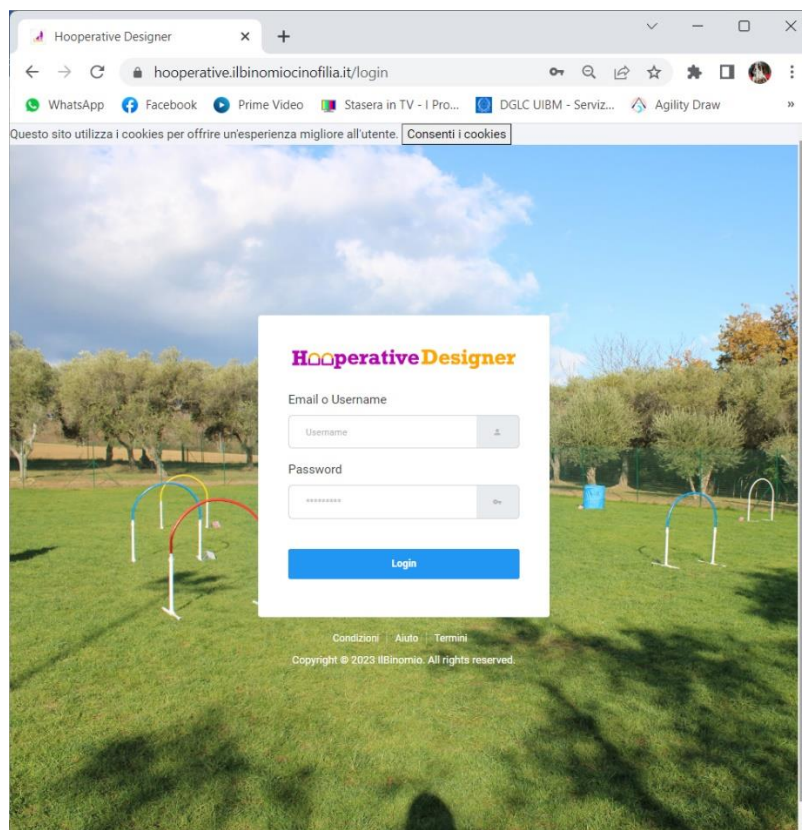 Hooperative Designer
hooperative.ilbinomiocinofilia.it/login
WhatsApp Facebook Prime Video Stasera in TV - I Pro... DGLC UIBM - Serviz... Agility Draw »
Questo sito utilizza i cookies per offrire un'esperienza migliore all'utente. Consenti i cookies
Hooperative Designer
Email o Username
Username
Password
*********
Login
Condizioni Aiuto Termini
Copyright © 2023 IlBinomio. All rights reserved.